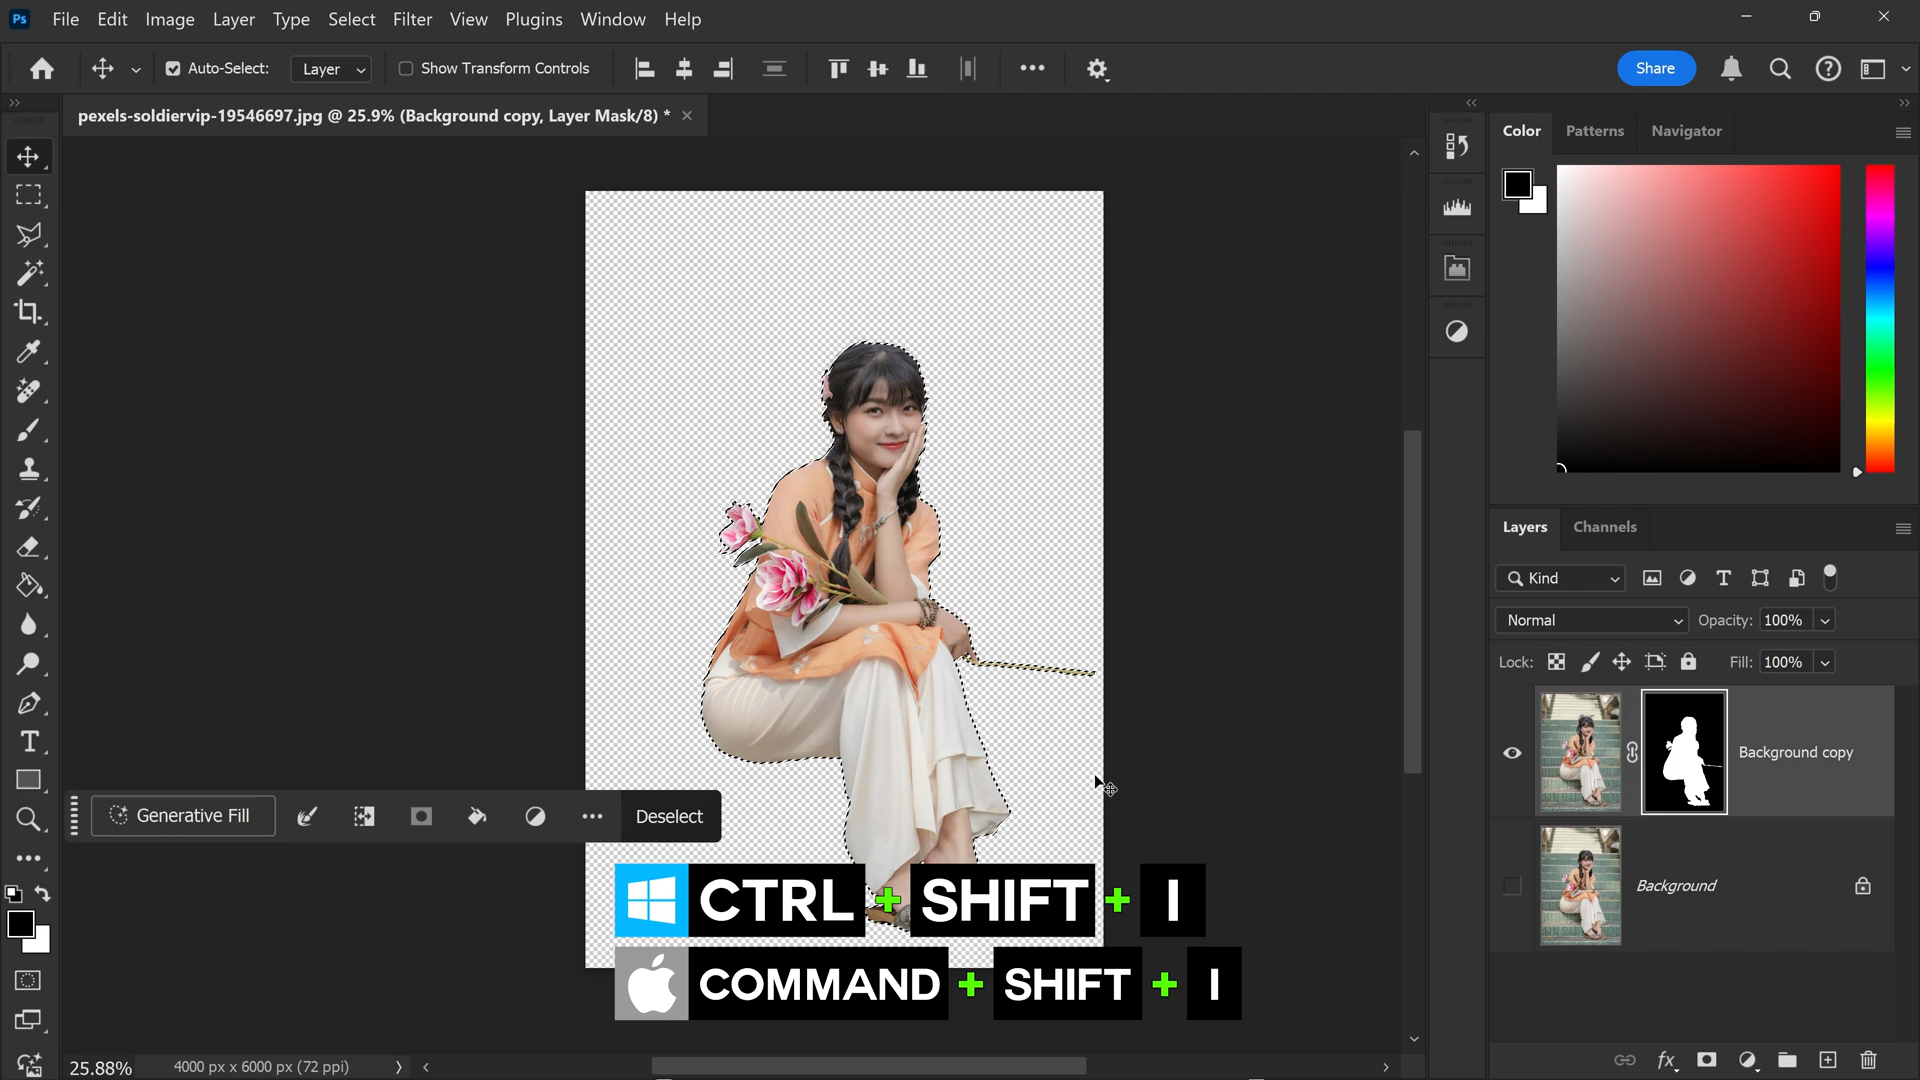 Ps File Edit Image Layer Type Select Filter View Plugins Window Help
Auto-Select: Layer Show Transform Controls Share
pexels-soldiervip-19546697.jpg @ 25.9% (Background copy, Layer Mask/8) * ×
Color Patterns Navigator
Layers Channels
Kind
Normal Opacity: 100%
Lock: Fill: 100%
Background copy
Generative Fill Deselect
Background
CTRL + SHIFT + I
COMMAND + SHIFT + I
25.88% 4000 px x 6000 px (72 ppi)
fx